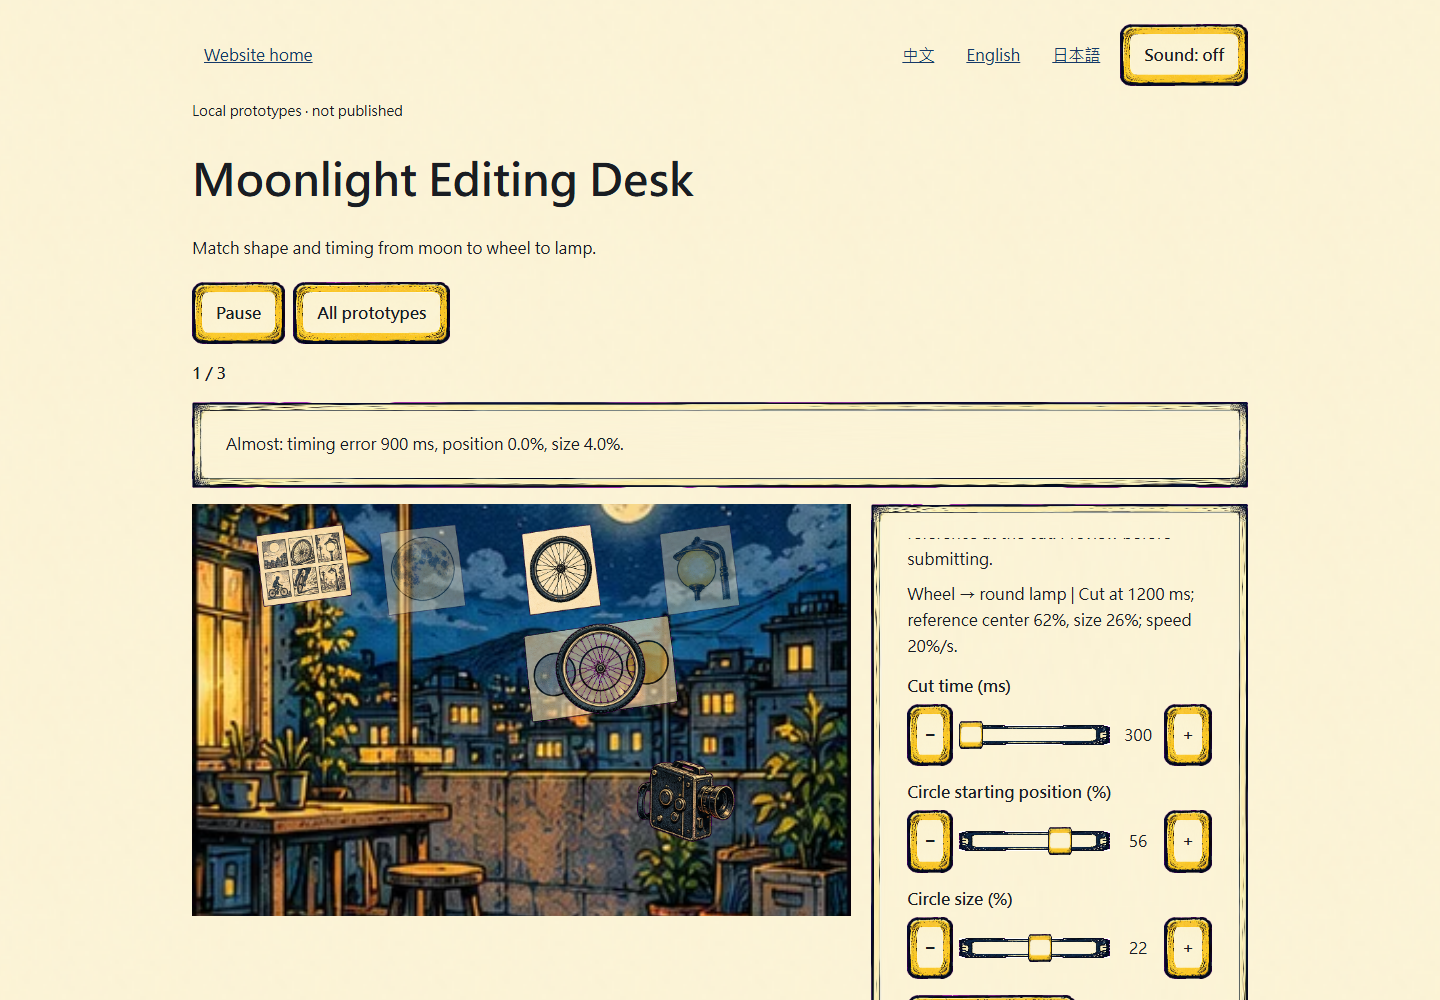 Website home
中文
English
日本語
Sound: off
Local prototypes · not published
Moonlight Editing Desk
Match shape and timing from moon to wheel to lamp.
Pause
All prototypes
1 / 3
Almost: timing error 900 ms, position 0.0%, size 4.0%.
submitting.
Wheel → round lamp | Cut at 1200 ms;
reference center 62%, size 26%; speed
20%/s.
Cut time (ms)
−
300
+
Circle starting position (%)
−
56
+
Circle size (%)
−
22
+